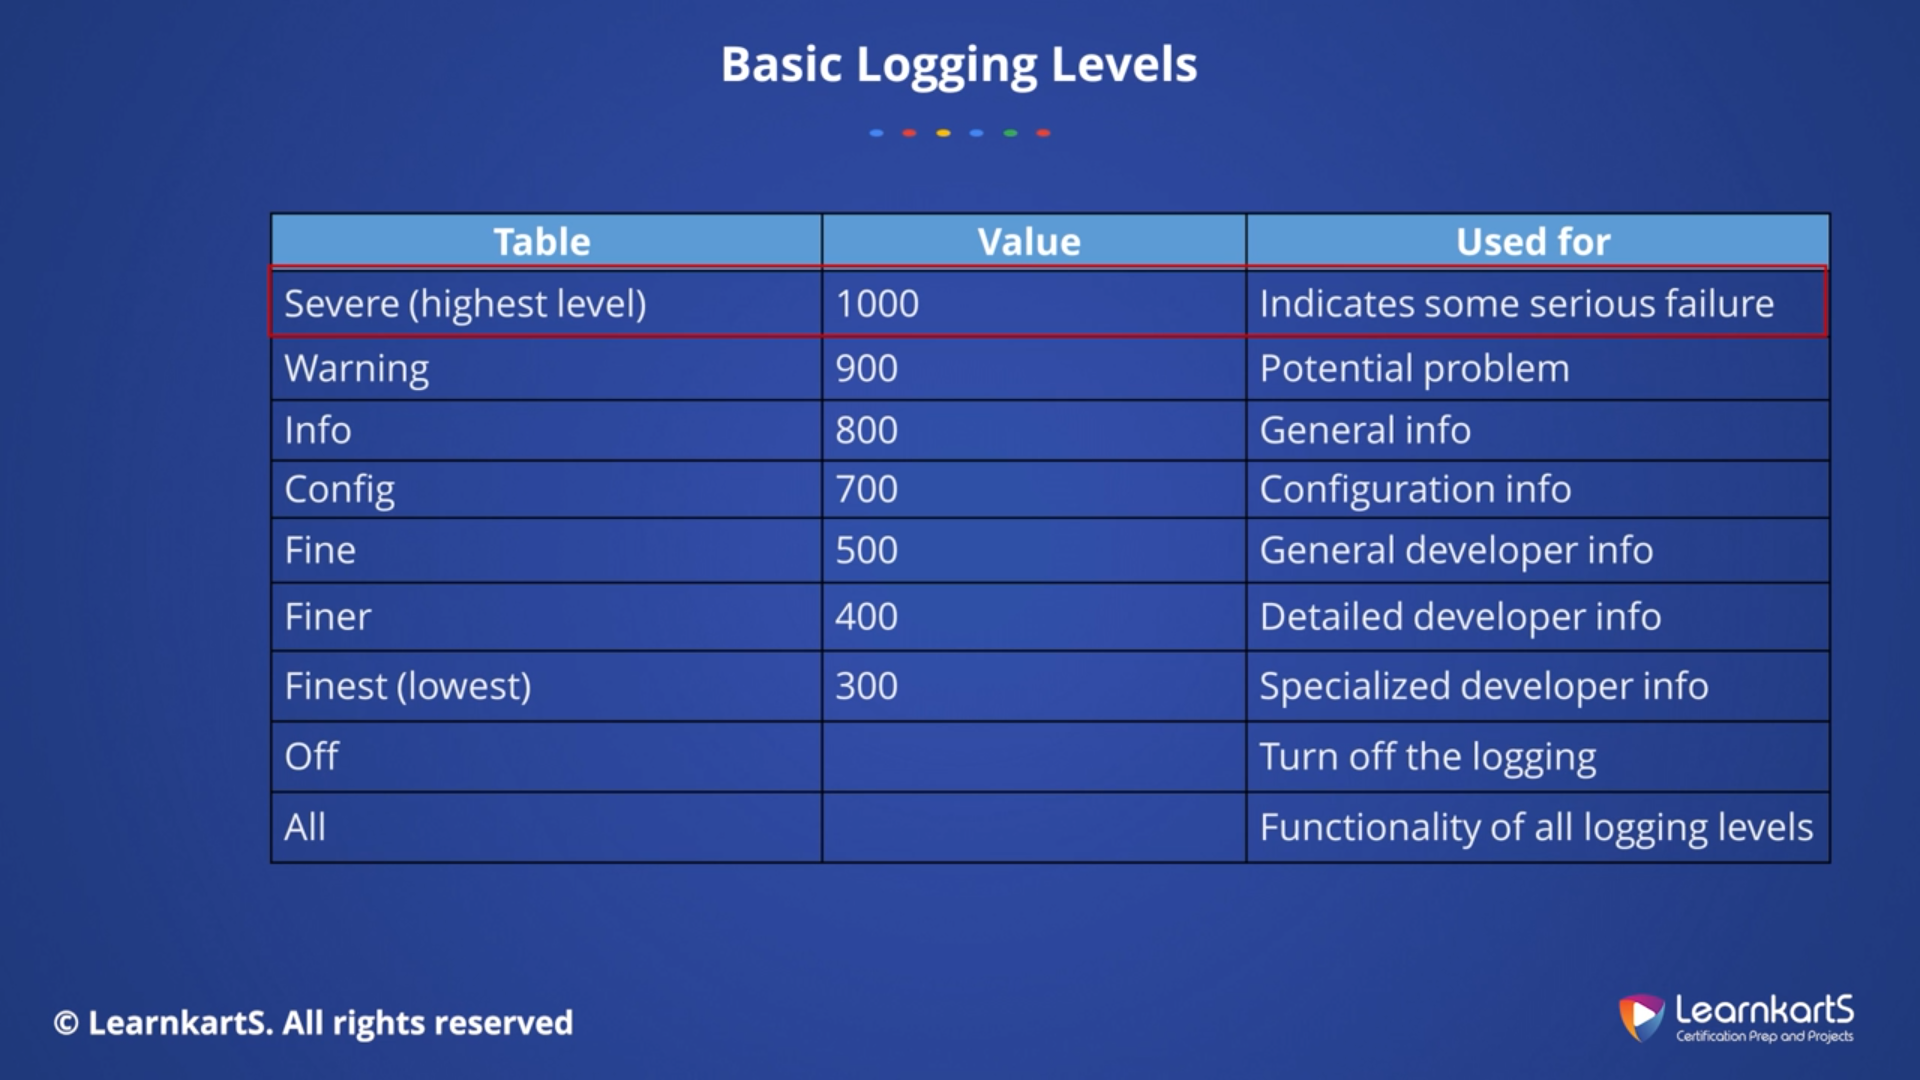 Basic Logging Levels
Table Value Used for
Severe (highest level) 1000 Indicates some serious failure
Warning 900 Potential problem
Info 800 General info
Config 700 Configuration info
Fine 500 General developer info
Finer 400 Detailed developer info
Finest (lowest) 300 Specialized developer info
Off Turn off the logging
All Functionality of all logging levels
© LearnkartS. All rights reserved
LearnkartS
Certification Prep and Projects